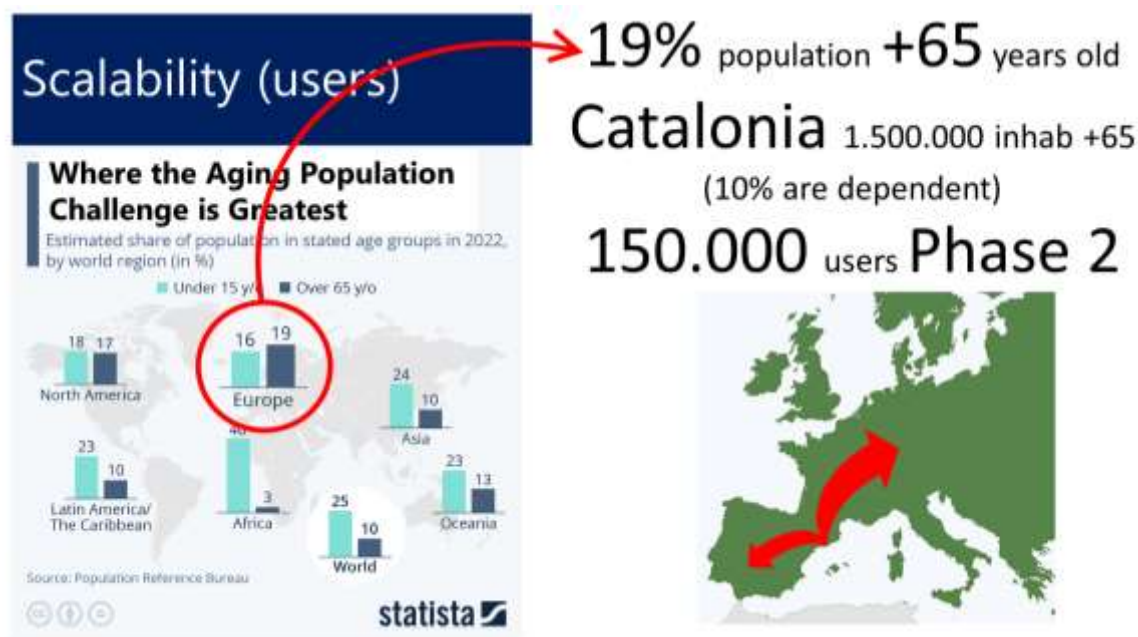 Scalability (users)
Where the Aging Population
Challenge is Greatest
Estimated share of population in stated age groups in 2022,
by world region (in %)
Under 15 y/o Over 65 y/o
18 17
North America
16 19
Europe
24
10
Asia
23
10
Latin America/
The Caribbean
3
Africa
25
10
World
23
13
Oceania
Source: Population Reference Bureau
statista
19% population +65 years old
Catalonia 1.500.000 inhab +65
(10% are dependent)
150.000 users Phase 2